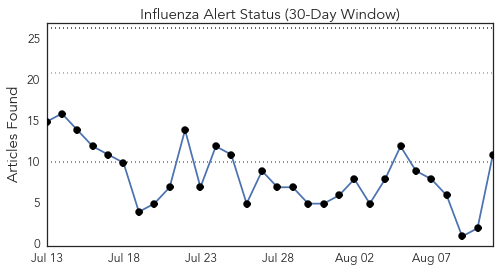 Influenza Alert Status (30-Day Window)
Articles Found
25
20
15
10
5
0
Jul 13 Jul 18 Jul 23 Jul 28 Aug 02 Aug 07